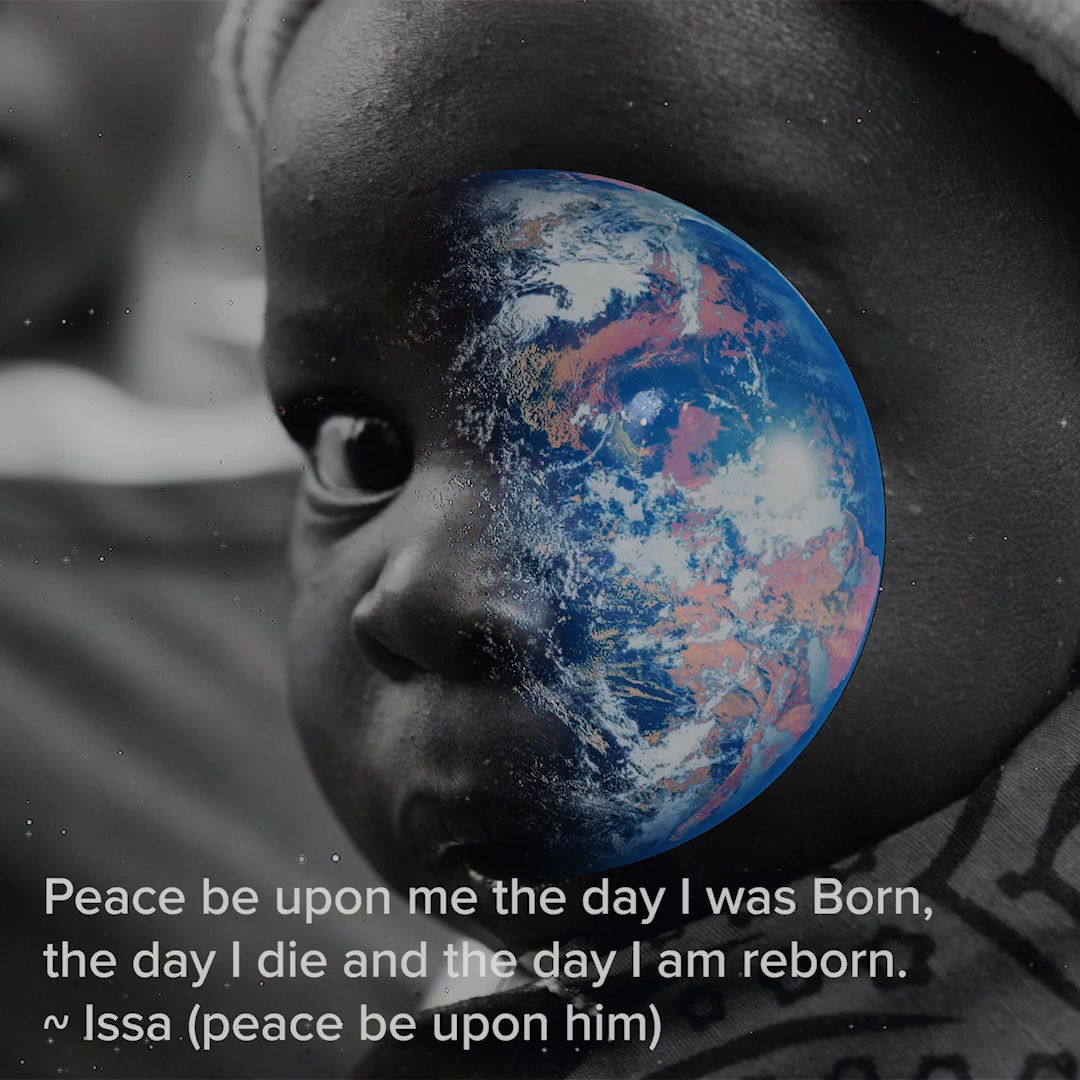 Peace be upon me the day I was Born,
the day I die and the day I am reborn.
~ Issa (peace be upon him)